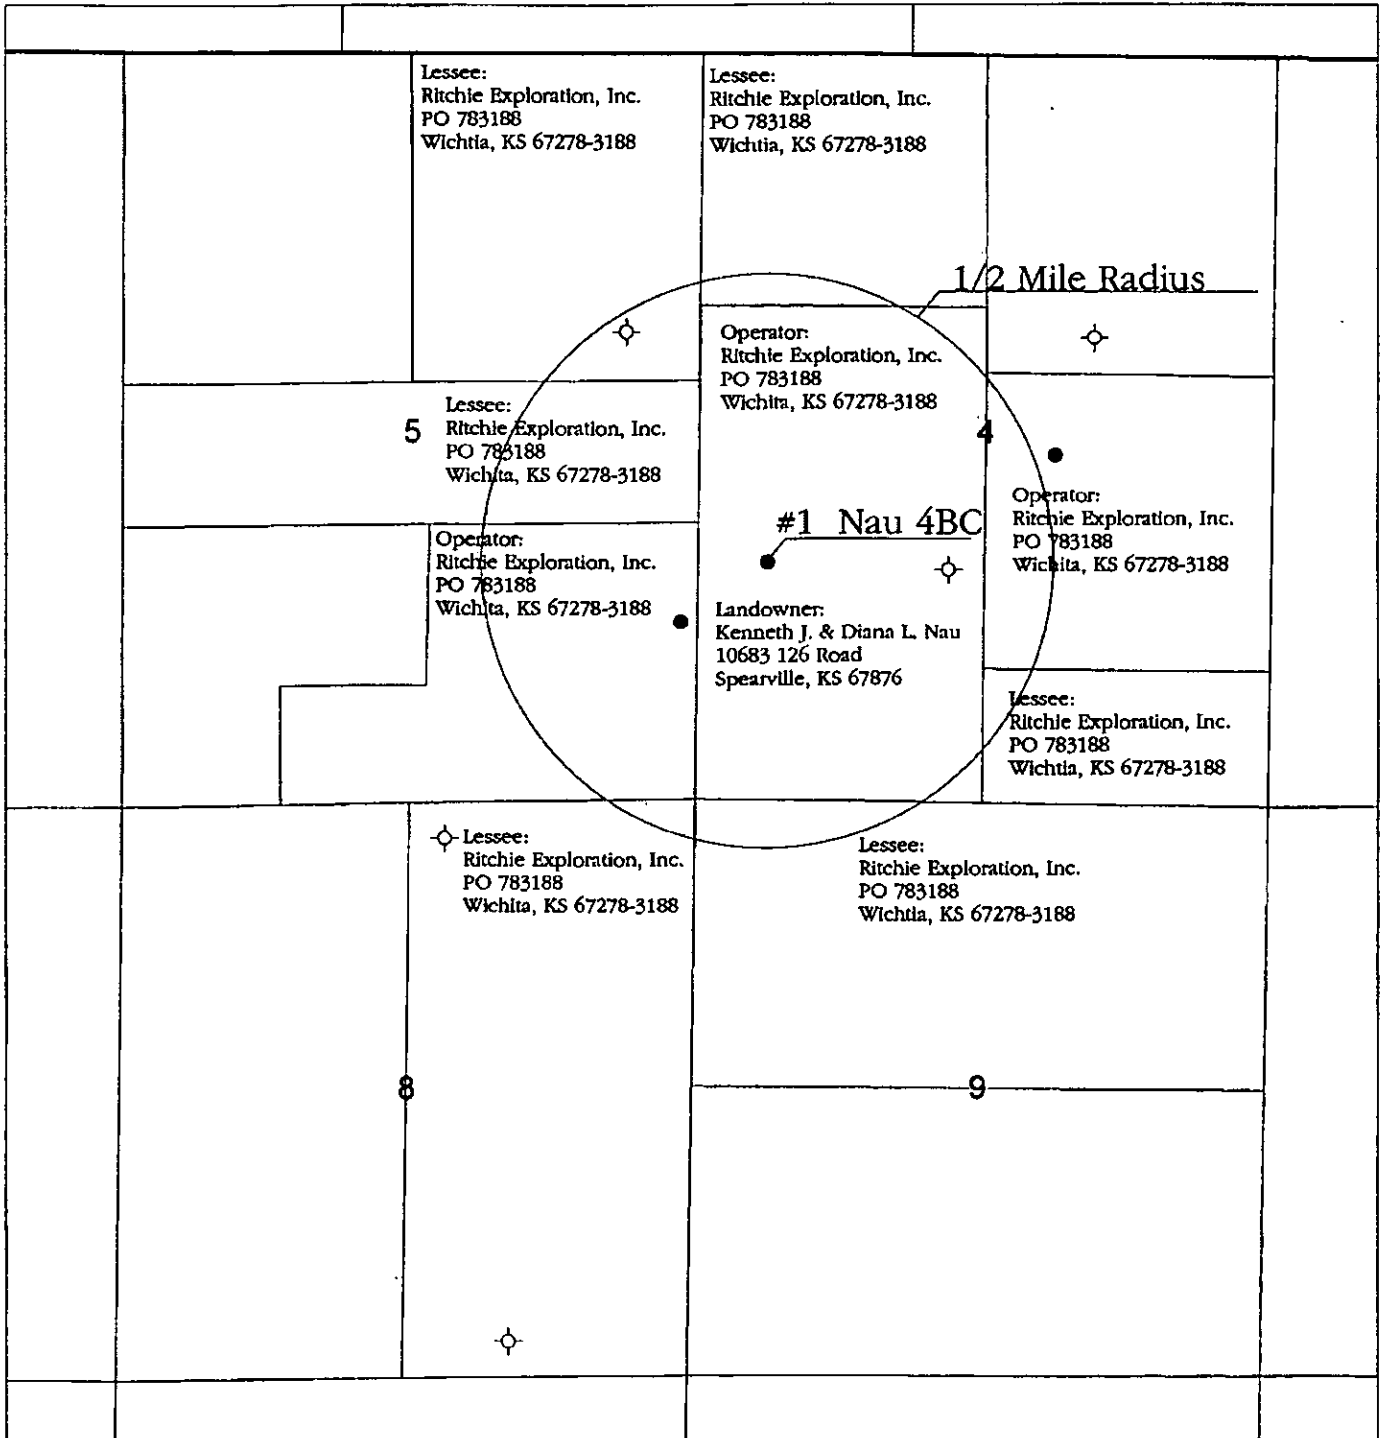 Lessee:
Ritchie Exploration, Inc.
PO 783188
Wichtia, KS 67278-3188
Lessee:
Ritchie Exploration, Inc.
PO 783188
Wichtia, KS 67278-3188
1/2 Mile Radius
Operator:
Ritchie Exploration, Inc.
PO 783188
Wichita, KS 67278-3188
5
Lessee:
Ritchie Exploration, Inc.
PO 783188
Wichita, KS 67278-3188
4
Operator:
Ritchie Exploration, Inc.
PO 783188
Wichita, KS 67278-3188
#1 Nau 4BC
Operator:
Ritchie Exploration, Inc.
PO 783188
Wichita, KS 67278-3188
Landowner:
Kenneth J. & Diana L. Nau
10683 126 Road
Spearville, KS 67876
Lessee:
Ritchie Exploration, Inc.
PO 783188
Wichtia, KS 67278-3188
Lessee:
Ritchie Exploration, Inc.
PO 783188
Wichita, KS 67278-3188
Lessee:
Ritchie Exploration, Inc.
PO 783188
Wichtia, KS 67278-3188
8
9